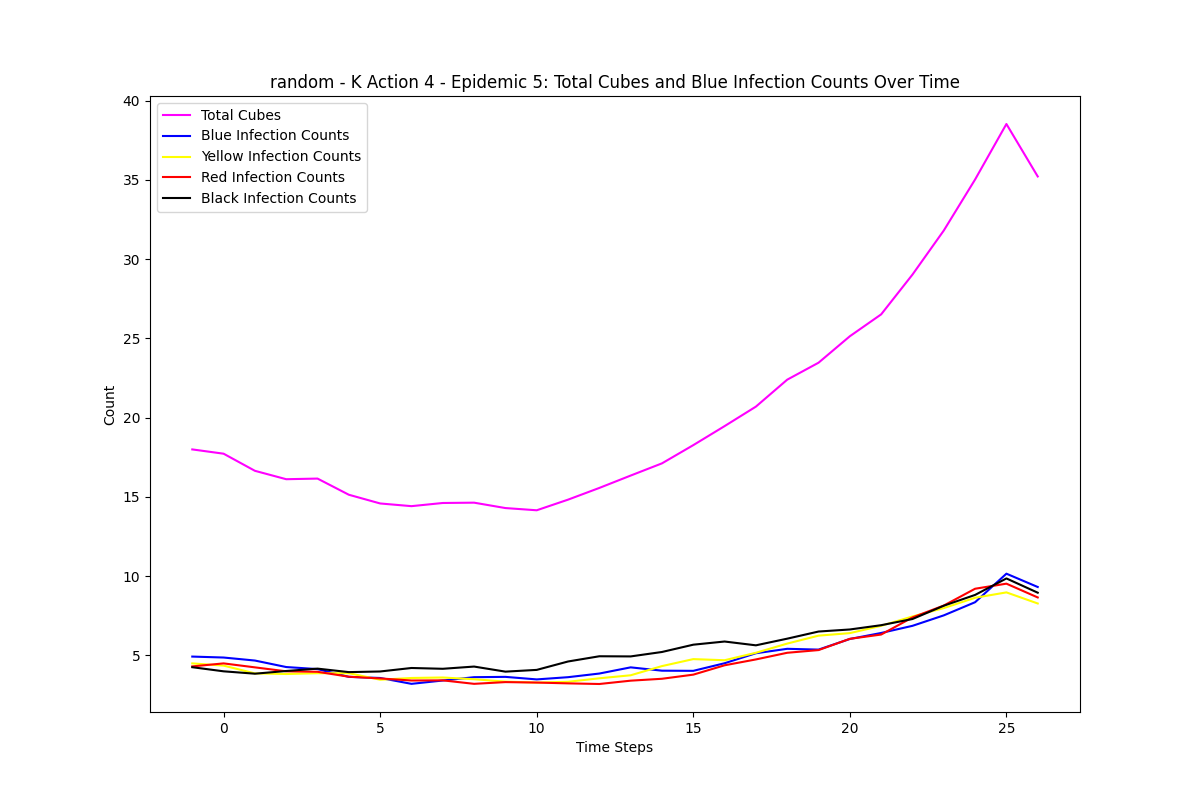 random - K Action 4 - Epidemic 5: Total Cubes and Blue Infection Counts Over Time
Total Cubes
Blue Infection Counts
Yellow Infection Counts
Red Infection Counts
Black Infection Counts
40
35
30
25
20
15
10
5
Count
0 5 10 15 20 25
Time Steps